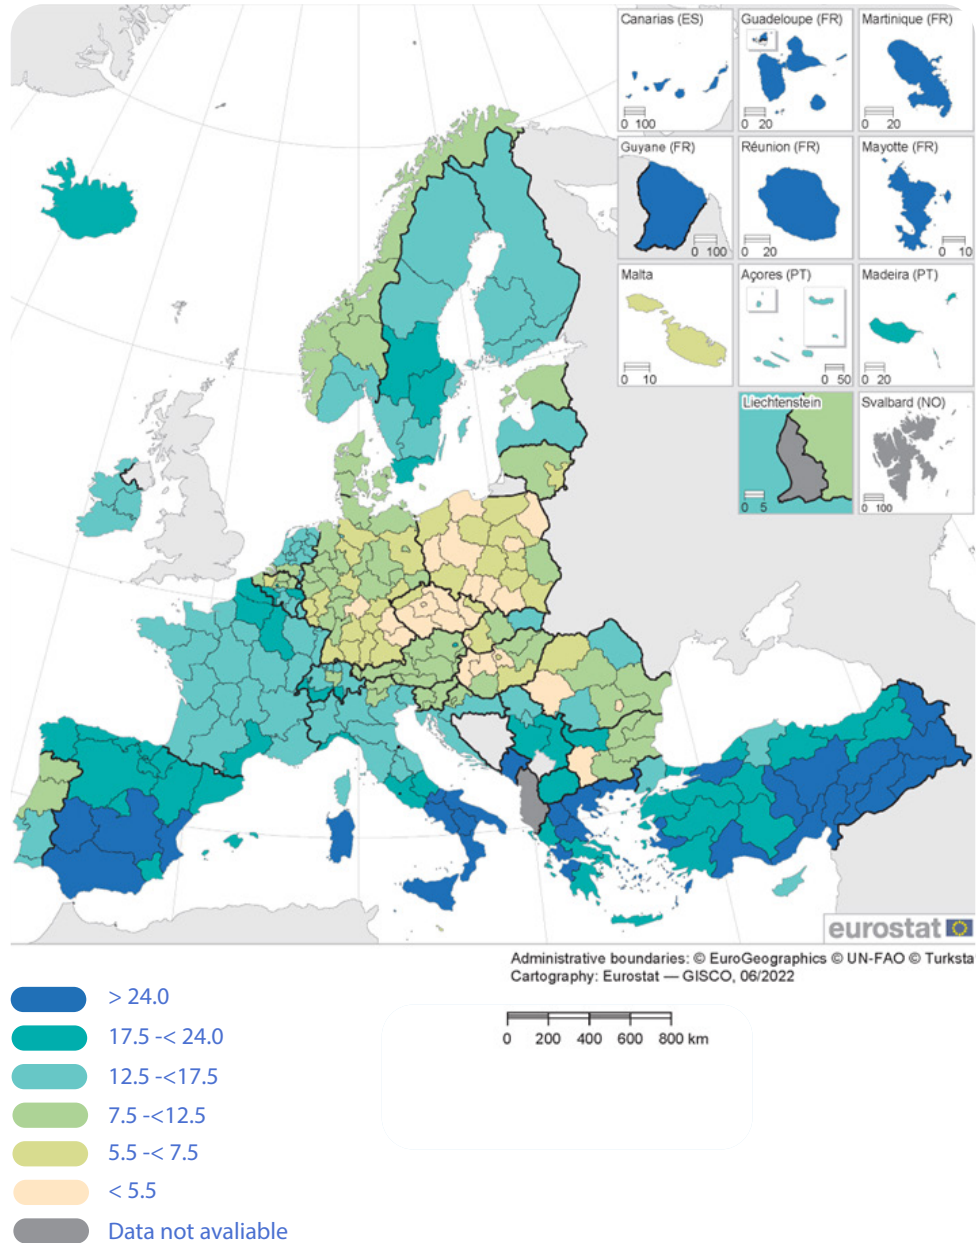 Canarias (ES)
0 100
Guadeloupe (FR)
0 20
Martinique (FR)
0 20
Guyane (FR)
0 100
Réunion (FR)
0 20
Mayotte (FR)
0 10
Malta
0 10
Açores (PT)
0 50
Madeira (PT)
0 20
Liechtenstein
0 5
Svalbard (NO)
0 100
eurostat
Administrative boundaries: © EuroGeographics © UN-FAO © Turksta
Cartography: Eurostat — GISCO, 06/2022
0 200 400 600 800 km
> 24.0
17.5 -< 24.0
12.5 -<17.5
7.5 -<12.5
5.5 -< 7.5
< 5.5
Data not avaliable